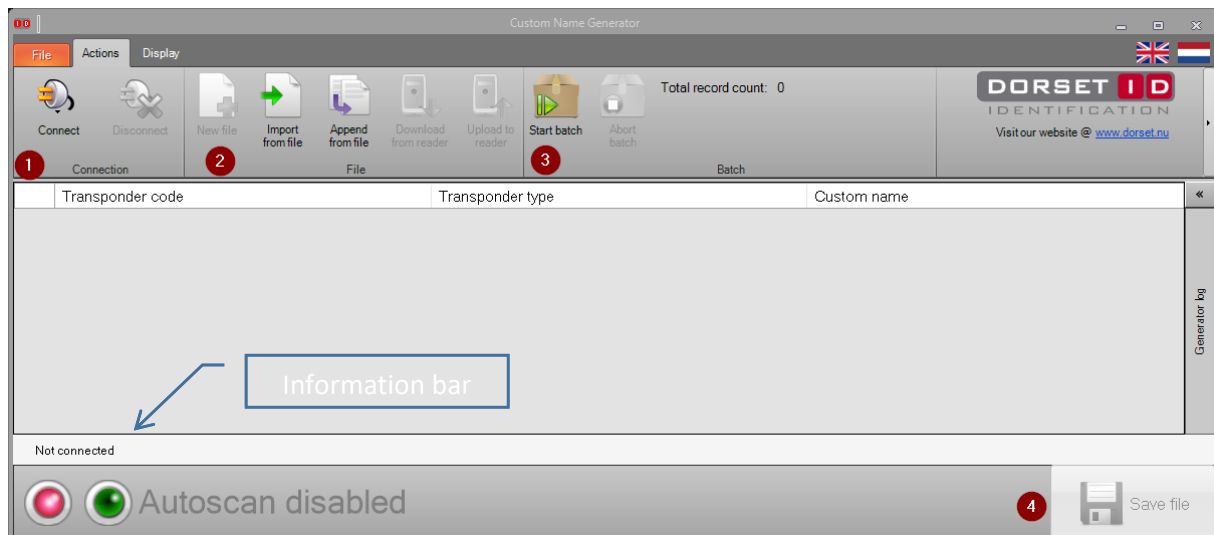 ID
Custom Name Generator
File Actions Display
Connect
Disconnect
New file
Import
from file
Append
from file
Download
from reader
Upload to
reader
Start batch
Abort
batch
Total record count: 0
DORSET ID
IDENTIFICATION
Visit our website @ www.dorset.nu
1
2
3
Connection
File
Batch
Transponder code Transponder type Custom name
«
Generator log
Information bar
Not connected
Autoscan disabled
4
Save file